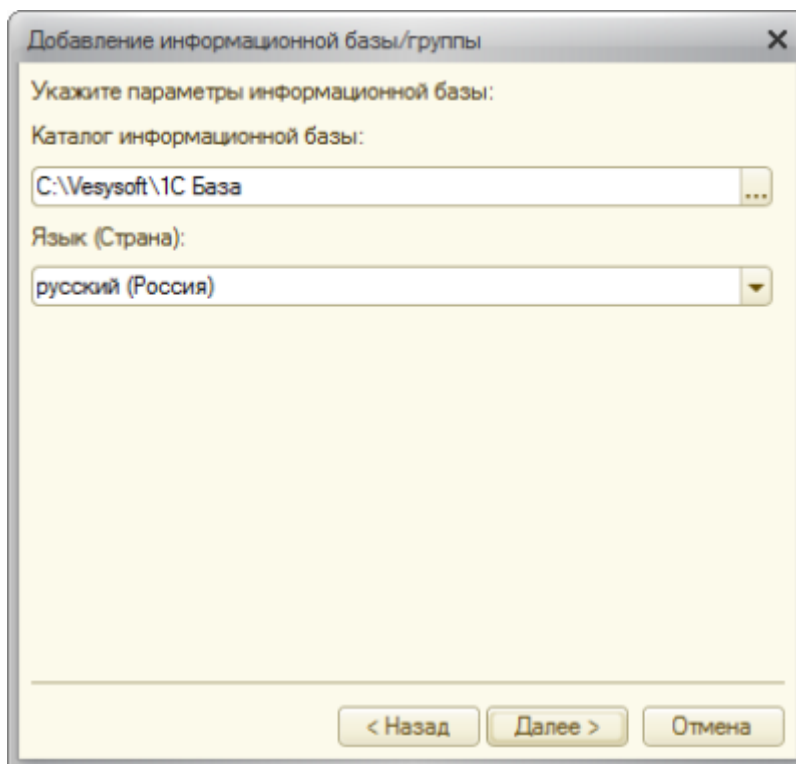 Добавление информационной базы/группы
Укажите параметры информационной базы:
Каталог информационной базы:
C:\Vesysoft\1С База
...
Язык (Страна):
русский (Россия)
< Назад Далее > Отмена